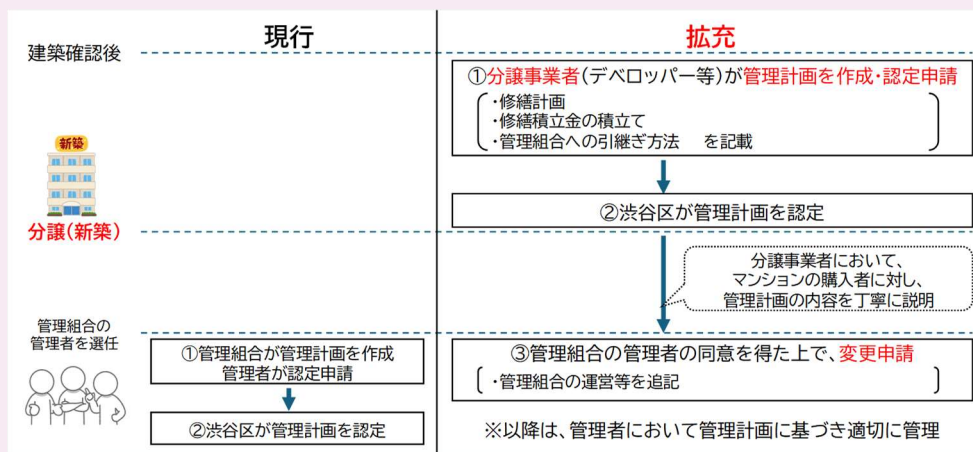 現行
拡充
建築確認後
①分譲事業者(デベロッパー等)が管理計画を作成・認定申請
・修繕計画
・修繕積立金の積立て
・管理組合への引継ぎ方法 を記載
新築
②渋谷区が管理計画を認定
分譲(新築)
分譲事業者において、
マンションの購入者に対し、
管理計画の内容を丁寧に説明
管理組合の
管理者を選任
①管理組合が管理計画を作成
管理者が認定申請
③管理組合の管理者の同意を得た上で、変更申請
・管理組合の運営等を追記
②渋谷区が管理計画を認定
※以降は、管理者において管理計画に基づき適切に管理